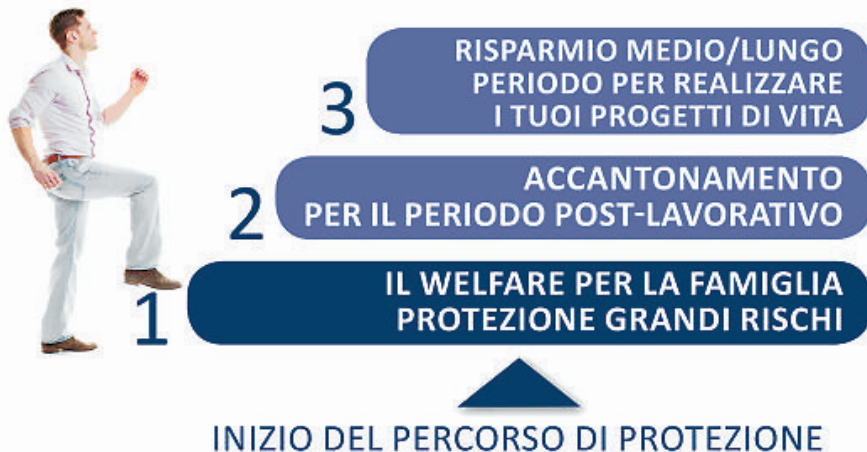 3
RISPARMIO MEDIO/LUNGO
PERIODO PER REALIZZARE
I TUOI PROGETTI DI VITA
2
ACCANTONAMENTO
PER IL PERIODO POST-LAVORATIVO
1
IL WELFARE PER LA FAMIGLIA
PROTEZIONE GRANDI RISCHI
INIZIO DEL PERCORSO DI PROTEZIONE